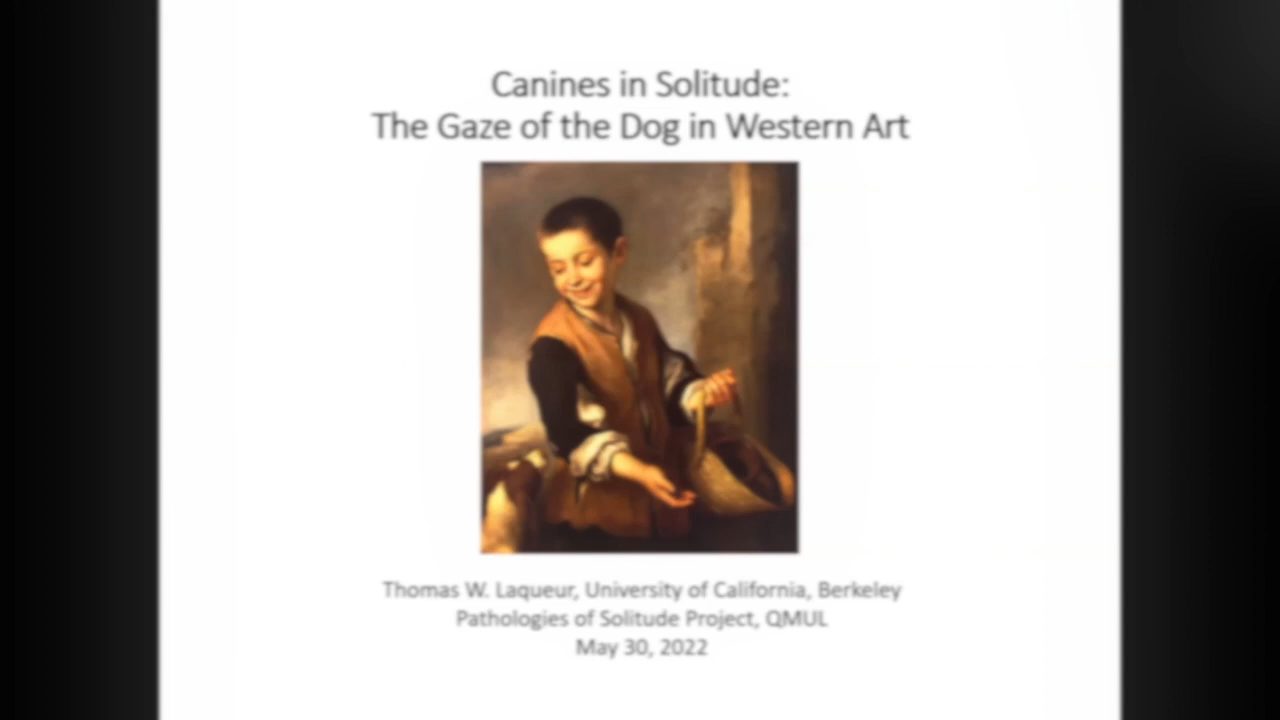 Canines in Solitude:
The Gaze of the Dog in Western Art
Thomas W. Laqueur, University of California, Berkeley
Pathologies of Solitude Project, QMUL
May 30, 2022